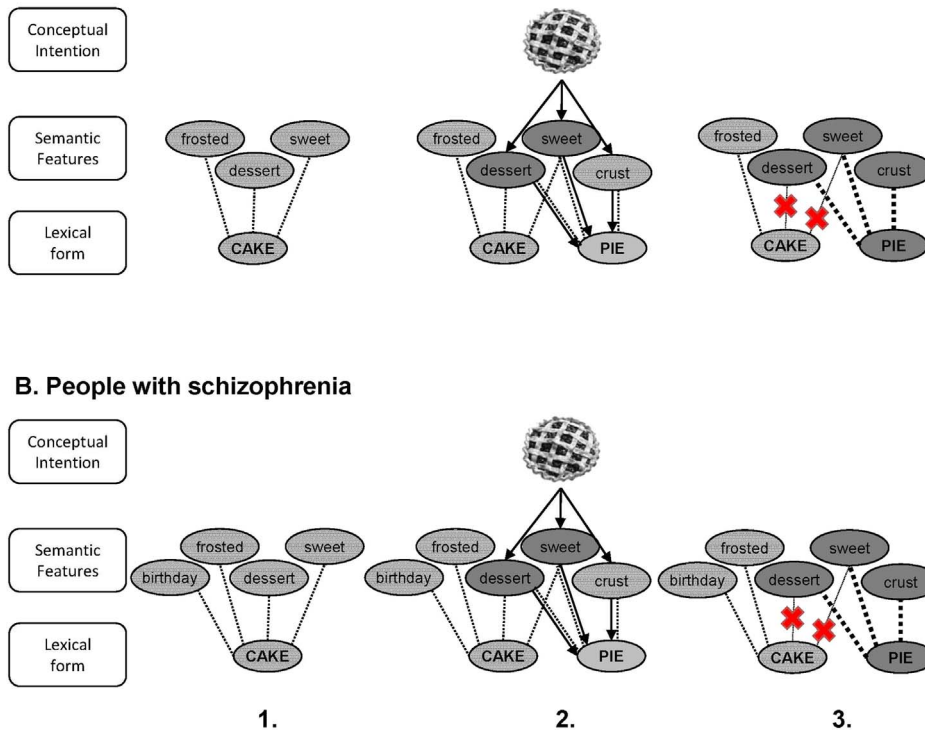 Conceptual
Intention
Semantic
Features
frosted
sweet
dessert
frosted
sweet
dessert
crust
frosted
sweet
dessert
crust
Lexical
form
CAKE
CAKE
PIE
CAKE
PIE
B. People with schizophrenia
Conceptual
Intention
Semantic
Features
frosted
sweet
birthday
dessert
frosted
sweet
birthday
dessert
crust
frosted
sweet
birthday
dessert
crust
Lexical
form
CAKE
CAKE
PIE
CAKE
PIE
1.
2.
3.